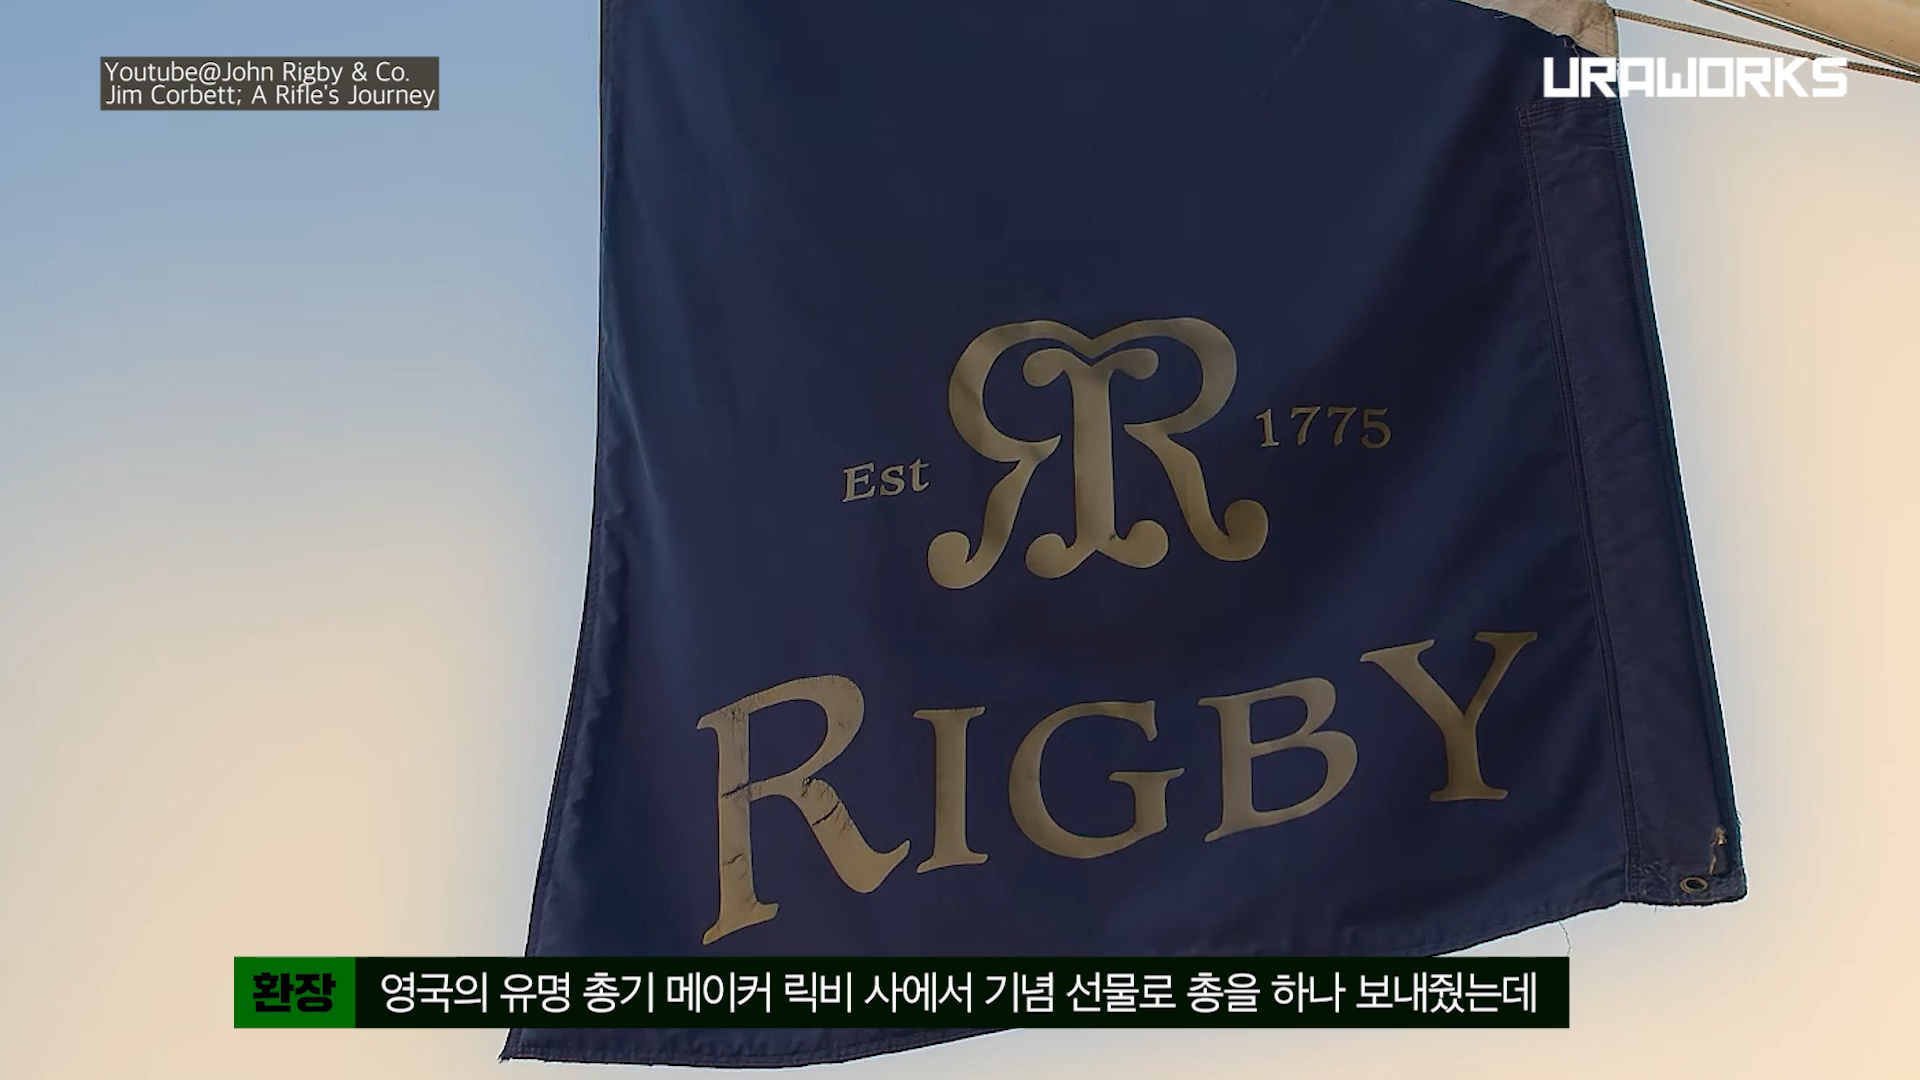 Youtube@John Rigby & Co.
Jim Corbett; A Rifle's Journey
URAWORKS
Est
RR
1775
RIGBY
환장
영국의 유명 총기 메이커 릭비 사에서 기념 선물로 총을 하나 보내줬는데